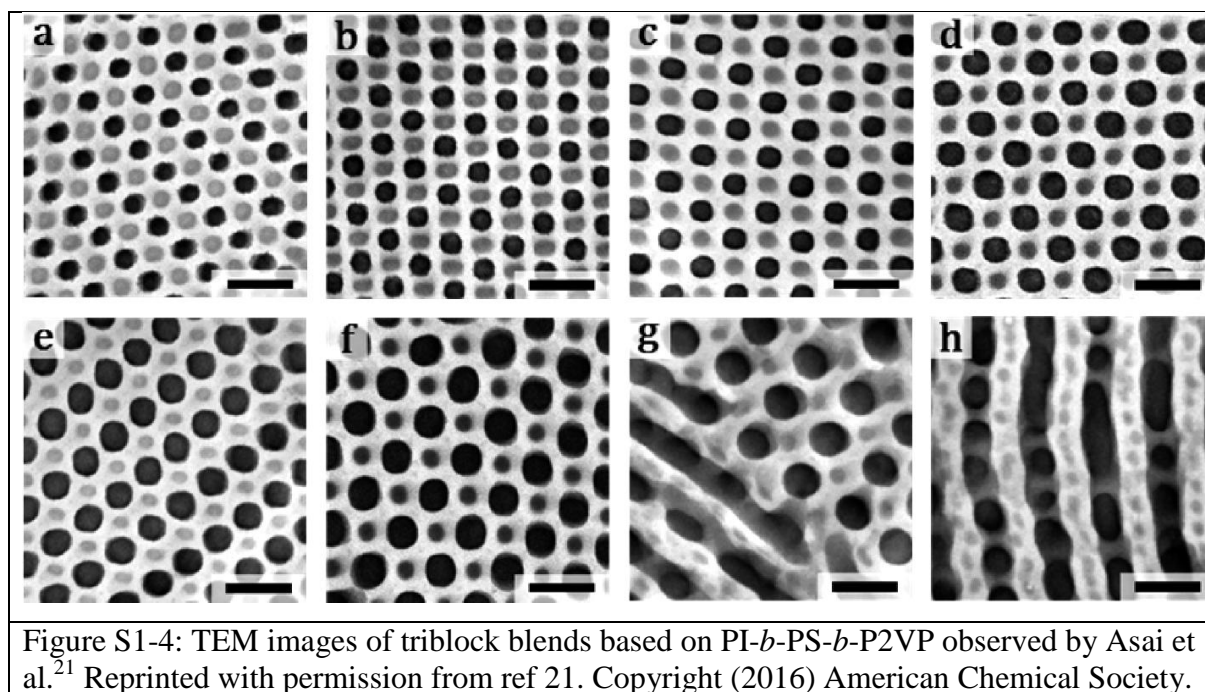 a b c d
e f g h
Figure S1-4: TEM images of triblock blends based on PI-b-PS-b-P2VP observed by Asai et
al.21 Reprinted with permission from ref 21. Copyright (2016) American Chemical Society.